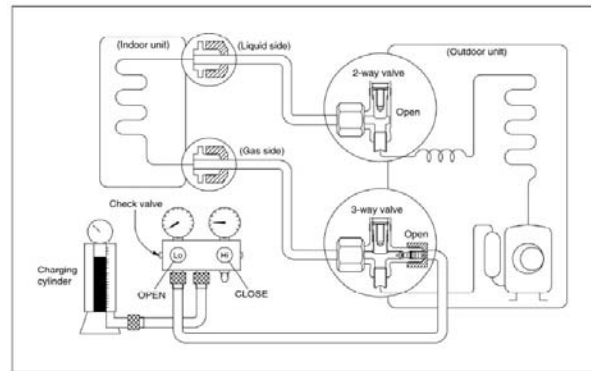 (Indoor unit)
(Liquid side)
2-way valve
(Outdoor unit)
Open
(Gas side)
3-way valve
Open
Check valve
Lo
Hi
Charging
cylinder
OPEN
CLOSE